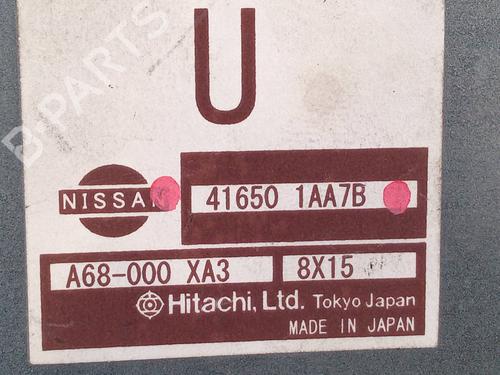 U
B-PARTS
NISSAN
41650 1AA7B
A68-000 XA3
8X15
Hitachi, Ltd. Tokyo Japan
MADE IN JAPAN